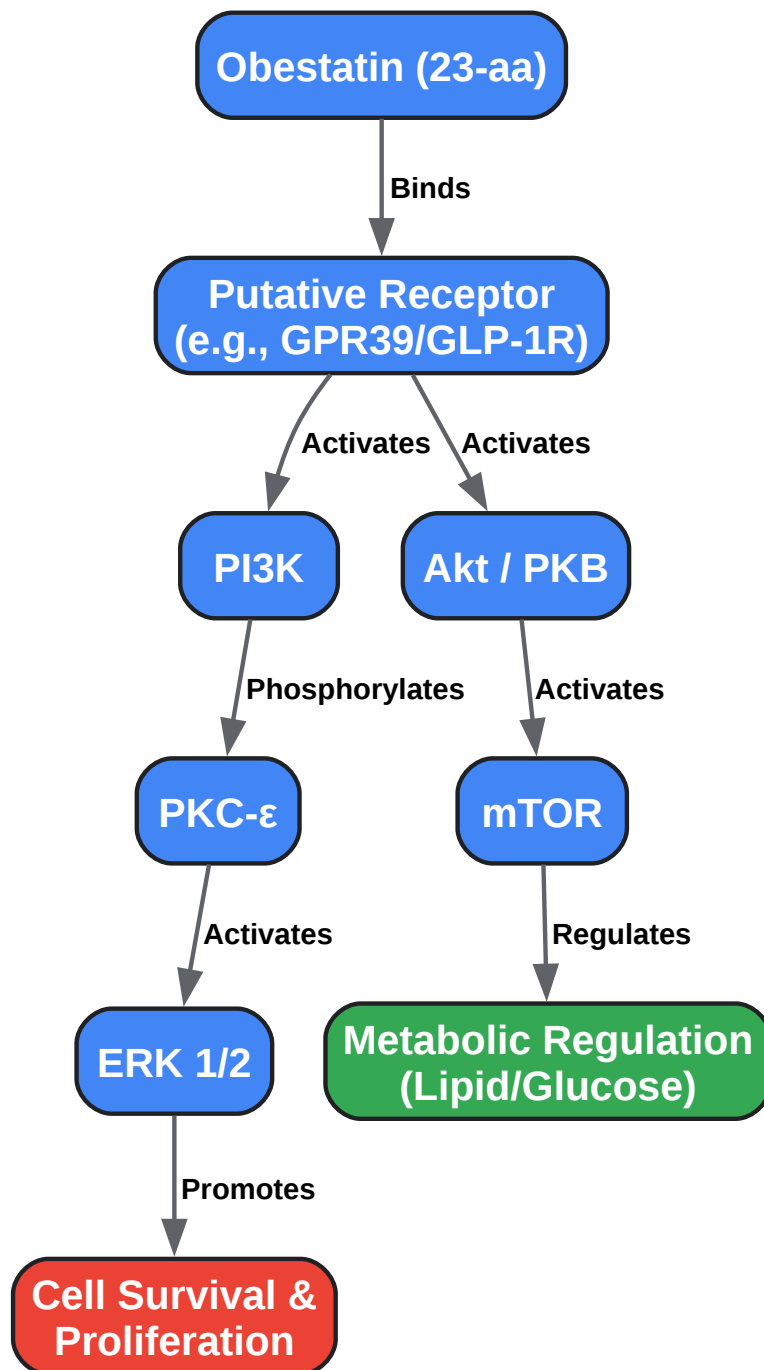 Obestatin (23-aa)
Binds
Putative Receptor
(e.g., GPR39/GLP-1R)
Activates
Activates
PI3K
Akt / PKB
Phosphorylates
Activates
PKC-ε
mTOR
Activates
Regulates
ERK 1/2
Metabolic Regulation
(Lipid/Glucose)
Promotes
Cell Survival &
Proliferation